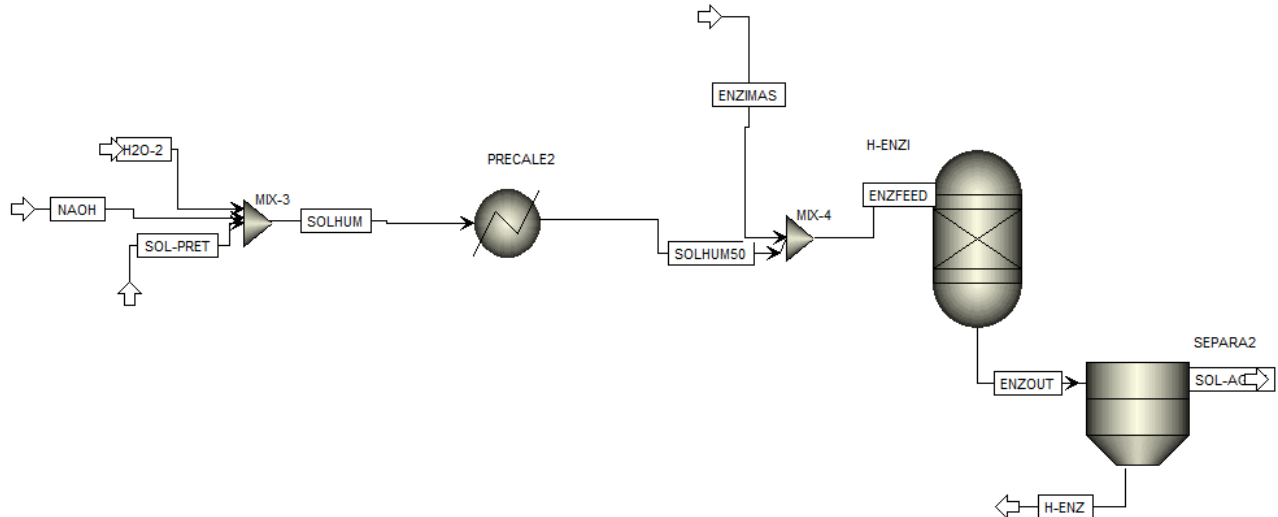 ENZIMAS
H2O-2
PRECALE2
H-ENZI
MIX-3
ENZFEED
NAOH
SOLHUM
MIX-4
SOL-PRET
SOLHUM50
SEPARA2
ENZOUT
H-ENZ